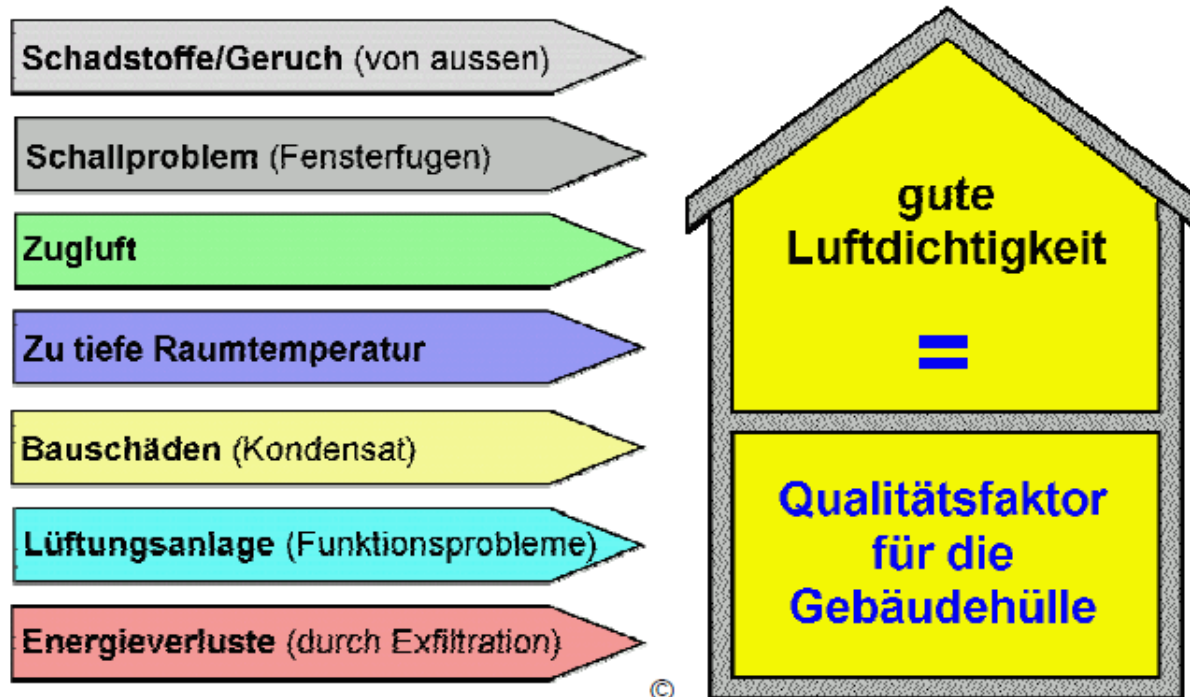 Schadstoffe/Geruch (von aussen)
Schallproblem (Fensterfugen)
Zugluft
Zu tiefe Raumtemperatur
Bauschäden (Kondensat)
Lüftungsanlage (Funktionsprobleme)
Energieverluste (durch Exfiltration)
©
gute
Luftdichtigkeit
=
Qualitätsfaktor
für die
Gebäudehülle